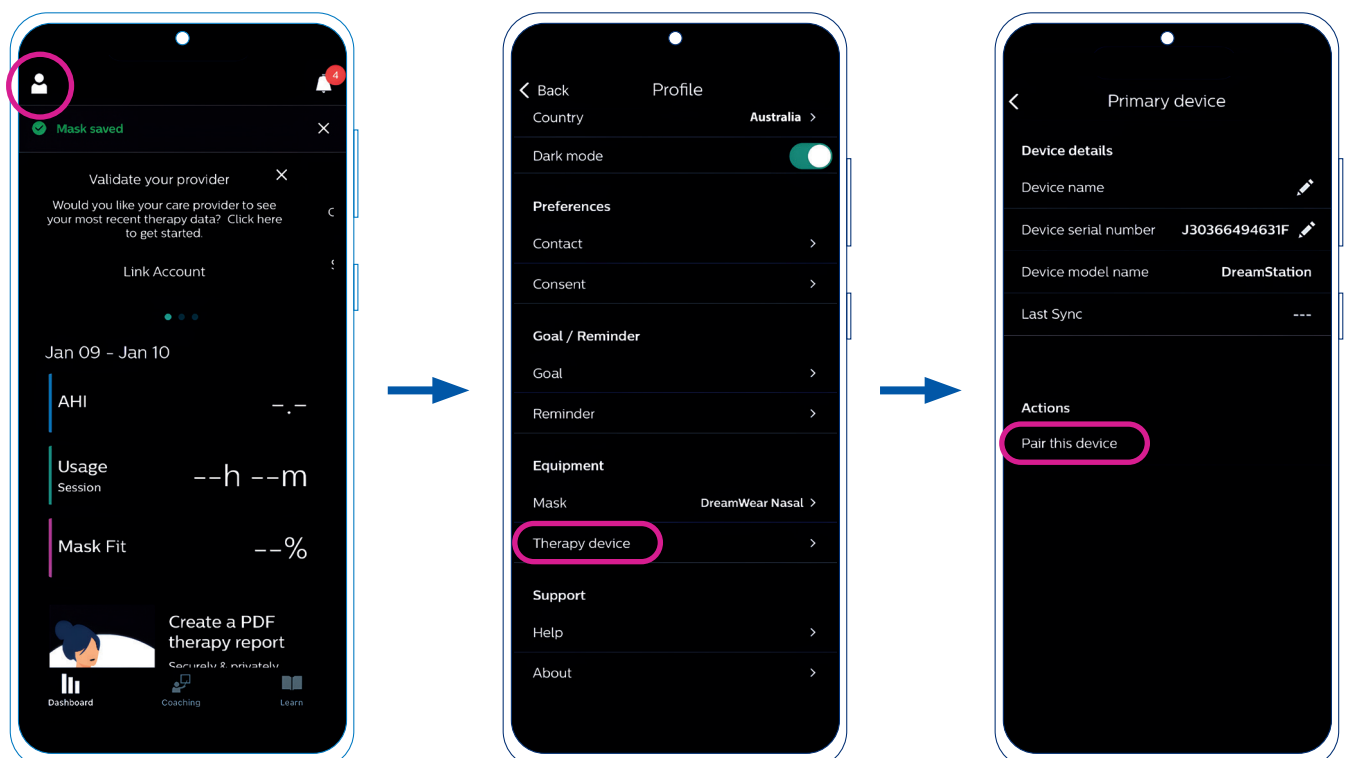 4
Mask saved
Validate your provider
Would you like your care provider to see
your most recent therapy data? Click here
to get started.
Link Account
Jan 09 - Jan 10
AHI
-.-
Usage
Session
--h --m
Mask Fit
--%
Create a PDF
therapy report
Securely & privately
Dashboard
Coaching
Learn
Back
Profile
Country
Australia
Dark mode
Preferences
Contact
Consent
Goal / Reminder
Goal
Reminder
Equipment
Mask
DreamWear Nasal
Therapy device
Support
Help
About
Primary device
Device details
Device name
Device serial number
J30366494631F
Device model name
DreamStation
Last Sync
---
Actions
Pair this device